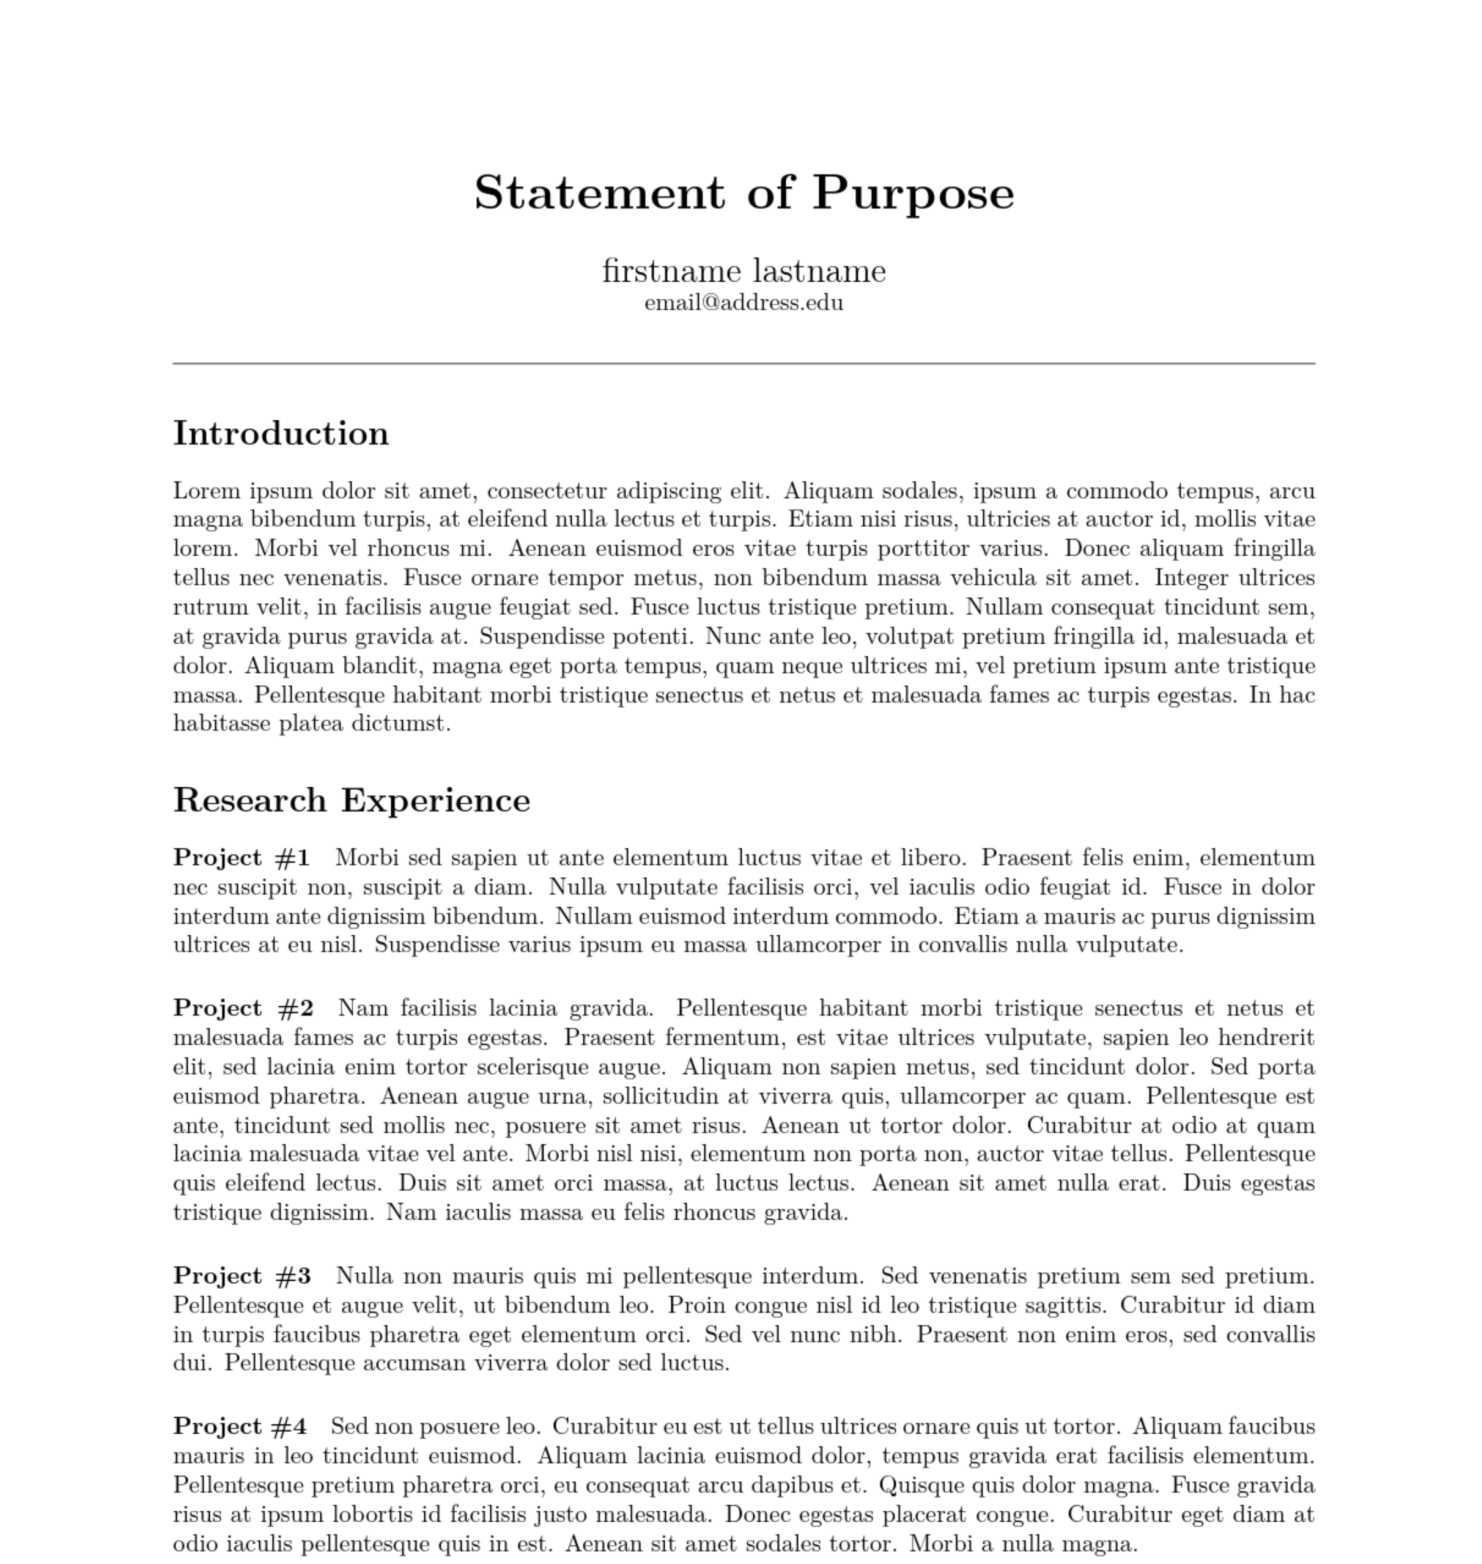 Statement of Purpose
firstname lastname
email@address.edu
Introduction
Lorem ipsum dolor sit amet, consectetur adipiscing elit. Aliquam sodales, ipsum a commodo tempus, arcu
magna bibendum turpis, at eleifend nulla lectus et turpis. Etiam nisi risus, ultricies at auctor id, mollis vitae
lorem. Morbi vel rhoncus mi. Aenean euismod eros vitae turpis porttitor varius. Donec aliquam fringilla
tellus nec venenatis. Fusce ornare tempor metus, non bibendum massa vehicula sit amet. Integer ultrices
rutrum velit, in facilisis augue feugiat sed. Fusce luctus tristique pretium. Nullam consequat tincidunt sem,
at gravida purus gravida at. Suspendisse potenti. Nunc ante leo, volutpat pretium fringilla id, malesuada et
dolor. Aliquam blandit, magna eget porta tempus, quam neque ultrices mi, vel pretium ipsum ante tristique
massa. Pellentesque habitant morbi tristique senectus et netus et malesuada fames ac turpis egestas. In hac
habitasse platea dictumst.
Research Experience
Project #1 Morbi sed sapien ut ante elementum luctus vitae et libero. Praesent felis enim, elementum
nec suscipit non, suscipit a diam. Nulla vulputate facilisis orci, vel iaculis odio feugiat id. Fusce in dolor
interdum ante dignissim bibendum. Nullam euismod interdum commodo. Etiam a mauris ac purus dignissim
ultrices at eu nisl. Suspendisse varius ipsum eu massa ullamcorper in convallis nulla vulputate.
Project #2 Nam facilisis lacinia gravida. Pellentesque habitant morbi tristique senectus et netus et
malesuada fames ac turpis egestas. Praesent fermentum, est vitae ultrices vulputate, sapien leo hendrerit
elit, sed lacinia enim tortor scelerisque augue. Aliquam non sapien metus, sed tincidunt dolor. Sed porta
euismod pharetra. Aenean augue urna, sollicitudin at viverra quis, ullamcorper ac quam. Pellentesque est
ante, tincidunt sed mollis nec, posuere sit amet risus. Aenean ut tortor dolor. Curabitur at odio at quam
lacinia malesuada vitae vel ante. Morbi nisl nisi, elementum non porta non, auctor vitae tellus. Pellentesque
quis eleifend lectus. Duis sit amet orci massa, at luctus lectus. Aenean sit amet nulla erat. Duis egestas
tristique dignissim. Nam iaculis massa eu felis rhoncus gravida.
Project #3 Nulla non mauris quis mi pellentesque interdum. Sed venenatis pretium sem sed pretium.
Pellentesque et augue velit, ut bibendum leo. Proin congue nisl id leo tristique sagittis. Curabitur id diam
in turpis faucibus pharetra eget elementum orci. Sed vel nunc nibh. Praesent non enim eros, sed convallis
dui. Pellentesque accumsan viverra dolor sed luctus.
Project #4 Sed non posuere leo. Curabitur eu est ut tellus ultrices ornare quis ut tortor. Aliquam faucibus
mauris in leo tincidunt euismod. Aliquam lacinia euismod dolor, tempus gravida erat facilisis elementum.
Pellentesque pretium pharetra orci, eu consequat arcu dapibus et. Quisque quis dolor magna. Fusce gravida
risus at ipsum lobortis id facilisis justo malesuada. Donec egestas placerat congue. Curabitur eget diam at
odio iaculis pellentesque quis in est. Aenean sit amet sodales tortor. Morbi a nulla magna.